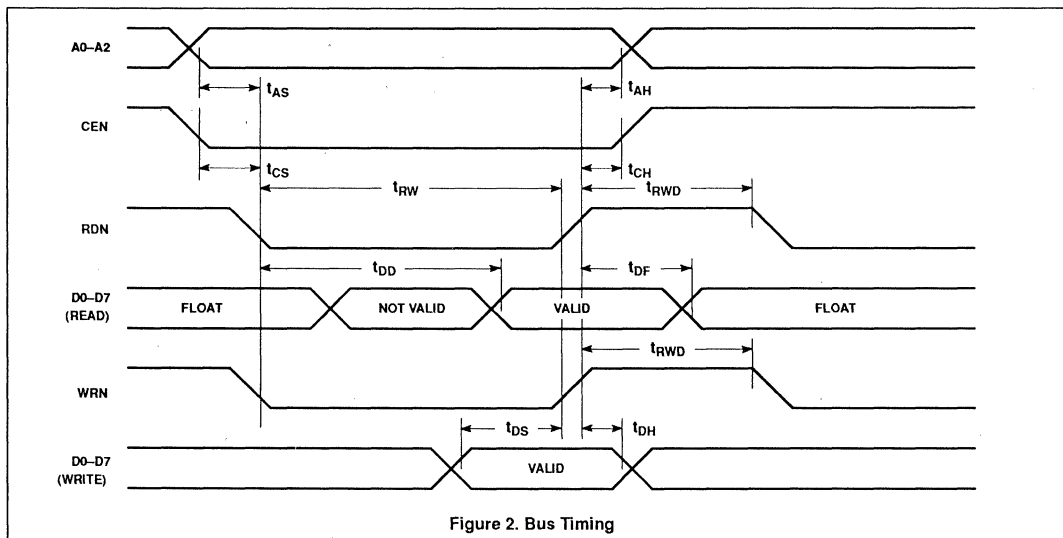 A0–A2
tAS
tAH
CEN
tCS
tCH
tRW
tRWD
RDN
tDD
tDF
D0–D7
(READ)
FLOAT
NOT VALID
VALID
FLOAT
tRWD
WRN
tDS
tDH
D0–D7
(WRITE)
VALID
Figure 2. Bus Timing